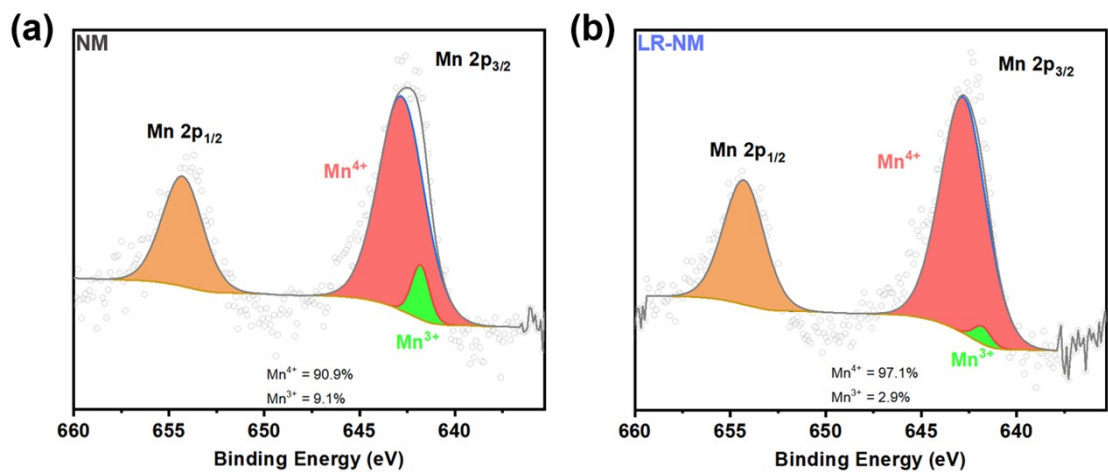 (a)
NM
Mn 2p3/2
Mn 2p1/2
Mn4+
Mn3+
Mn4+ = 90.9%
Mn3+ = 9.1%
660 655 650 645 640
Binding Energy (eV)
(b)
LR-NM
Mn 2p3/2
Mn 2p1/2
Mn4+
Mn3+
Mn4+ = 97.1%
Mn3+ = 2.9%
660 655 650 645 640
Binding Energy (eV)